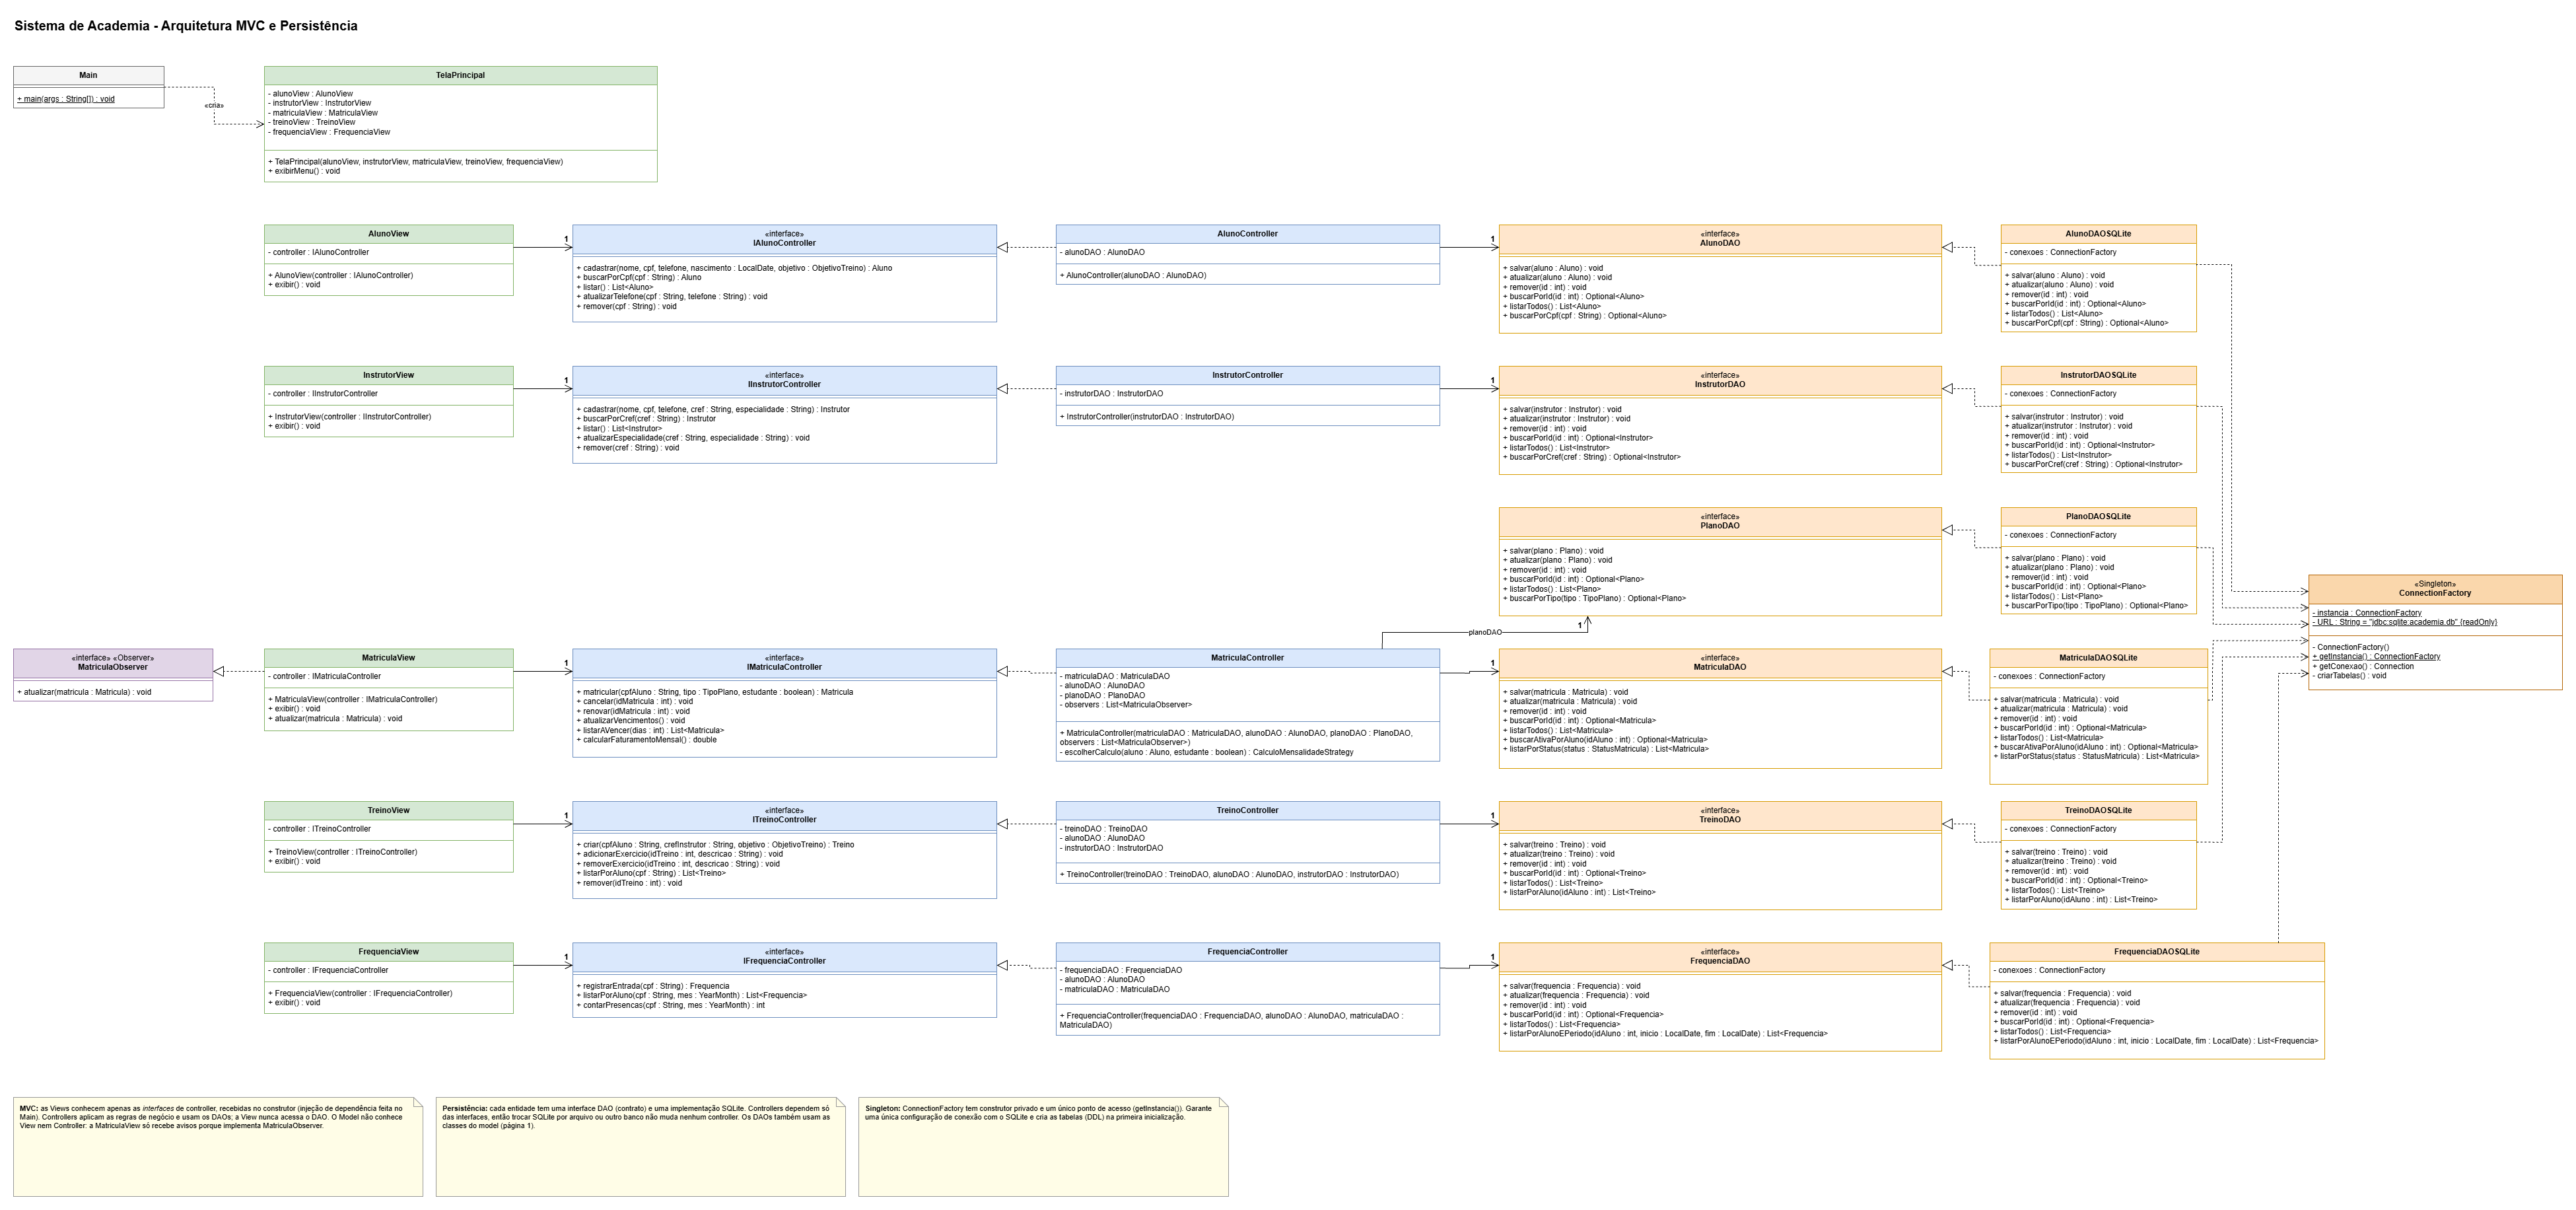 Sistema de Academia - Arquitetura MVC e Persistência
Main
+ main(args : String[]) : void
«cria»
TelaPrincipal
- alunoView : AlunoView
- instrutorView : InstrutorView
- matriculaView : MatriculaView
- treinoView : TreinoView
- frequenciaView : FrequenciaView
+ TelaPrincipal(alunoView, instrutorView, matriculaView, treinoView, frequenciaView)
+ exibirMenu() : void
AlunoView
- controller : IAlunoController
+ AlunoView(controller : IAlunoController)
+ exibir() : void
1
«interface»
IAlunoController
+ cadastrar(nome, cpf, telefone, nascimento : LocalDate, objetivo : ObjetivoTreino) : Aluno
+ buscarPorCpf(cpf : String) : Aluno
+ listar() : List<Aluno>
+ atualizarTelefone(cpf : String, telefone : String) : void
+ remover(cpf : String) : void
AlunoController
- alunoDAO : AlunoDAO
+ AlunoController(alunoDAO : AlunoDAO)
1
«interface»
AlunoDAO
+ salvar(aluno : Aluno) : void
+ atualizar(aluno : Aluno) : void
+ remover(id : int) : void
+ buscarPorId(id : int) : Optional<Aluno>
+ listarTodos() : List<Aluno>
+ buscarPorCpf(cpf : String) : Optional<Aluno>
AlunoDAOSQLite
- conexoes : ConnectionFactory
+ salvar(aluno : Aluno) : void
+ atualizar(aluno : Aluno) : void
+ remover(id : int) : void
+ buscarPorId(id : int) : Optional<Aluno>
+ listarTodos() : List<Aluno>
+ buscarPorCpf(cpf : String) : Optional<Aluno>
InstrutorView
- controller : IInstrutorController
+ InstrutorView(controller : IInstrutorController)
+ exibir() : void
1
«interface»
IInstrutorController
+ cadastrar(nome, cpf, telefone, cref : String, especialidade : String) : Instrutor
+ buscarPorCref(cref : String) : Instrutor
+ listar() : List<Instrutor>
+ atualizarEspecialidade(cref : String, especialidade : String) : void
+ remover(cref : String) : void
InstrutorController
- instrutorDAO : InstrutorDAO
+ InstrutorController(instrutorDAO : InstrutorDAO)
1
«interface»
InstrutorDAO
+ salvar(instrutor : Instrutor) : void
+ atualizar(instrutor : Instrutor) : void
+ remover(id : int) : void
+ buscarPorId(id : int) : Optional<Instrutor>
+ listarTodos() : List<Instrutor>
+ buscarPorCref(cref : String) : Optional<Instrutor>
InstrutorDAOSQLite
- conexoes : ConnectionFactory
+ salvar(instrutor : Instrutor) : void
+ atualizar(instrutor : Instrutor) : void
+ remover(id : int) : void
+ buscarPorId(id : int) : Optional<Instrutor>
+ listarTodos() : List<Instrutor>
+ buscarPorCref(cref : String) : Optional<Instrutor>
«interface»
PlanoDAO
+ salvar(plano : Plano) : void
+ atualizar(plano : Plano) : void
+ remover(id : int) : void
+ buscarPorId(id : int) : Optional<Plano>
+ listarTodos() : List<Plano>
+ buscarPorTipo(tipo : TipoPlano) : Optional<Plano>
1
planoDAO
PlanoDAOSQLite
- conexoes : ConnectionFactory
+ salvar(plano : Plano) : void
+ atualizar(plano : Plano) : void
+ remover(id : int) : void
+ buscarPorId(id : int) : Optional<Plano>
+ listarTodos() : List<Plano>
+ buscarPorTipo(tipo : TipoPlano) : Optional<Plano>
«Singleton»
ConnectionFactory
- instancia : ConnectionFactory
- URL : String = "jdbc:sqlite:academia.db" {readOnly}
- ConnectionFactory()
+ getInstancia() : ConnectionFactory
+ getConexao() : Connection
- criarTabelas() : void
«interface» «Observer»
MatriculaObserver
+ atualizar(matricula : Matricula) : void
MatriculaView
- controller : IMatriculaController
+ MatriculaView(controller : IMatriculaController)
+ exibir() : void
+ atualizar(matricula : Matricula) : void
1
«interface»
IMatriculaController
+ matricular(cpfAluno : String, tipo : TipoPlano, estudante : boolean) : Matricula
+ cancelar(idMatricula : int) : void
+ renovar(idMatricula : int) : void
+ atualizarVencimentos() : void
+ listarAVencer(dias : int) : List<Matricula>
+ calcularFaturamentoMensal() : double
MatriculaController
- matriculaDAO : MatriculaDAO
- alunoDAO : AlunoDAO
- planoDAO : PlanoDAO
- observers : List<MatriculaObserver>
+ MatriculaController(matriculaDAO : MatriculaDAO, alunoDAO : AlunoDAO, planoDAO : PlanoDAO,
observers : List<MatriculaObserver>)
- escolherCalculo(aluno : Aluno, estudante : boolean) : CalculoMensalidadeStrategy
1
«interface»
MatriculaDAO
+ salvar(matricula : Matricula) : void
+ atualizar(matricula : Matricula) : void
+ remover(id : int) : void
+ buscarPorId(id : int) : Optional<Matricula>
+ listarTodos() : List<Matricula>
+ buscarAtivaPorAluno(idAluno : int) : Optional<Matricula>
+ listarPorStatus(status : StatusMatricula) : List<Matricula>
MatriculaDAOSQLite
- conexoes : ConnectionFactory
+ salvar(matricula : Matricula) : void
+ atualizar(matricula : Matricula) : void
+ remover(id : int) : void
+ buscarPorId(id : int) : Optional<Matricula>
+ listarTodos() : List<Matricula>
+ buscarAtivaPorAluno(idAluno : int) : Optional<Matricula>
+ listarPorStatus(status : StatusMatricula) : List<Matricula>
TreinoView
- controller : ITreinoController
+ TreinoView(controller : ITreinoController)
+ exibir() : void
1
«interface»
ITreinoController
+ criar(cpfAluno : String, crefInstrutor : String, objetivo : ObjetivoTreino) : Treino
+ adicionarExercicio(idTreino : int, descricao : String) : void
+ removerExercicio(idTreino : int, descricao : String) : void
+ listarPorAluno(cpf : String) : List<Treino>
+ remover(idTreino : int) : void
TreinoController
- treinoDAO : TreinoDAO
- alunoDAO : AlunoDAO
- instrutorDAO : InstrutorDAO
+ TreinoController(treinoDAO : TreinoDAO, alunoDAO : AlunoDAO, instrutorDAO : InstrutorDAO)
1
«interface»
TreinoDAO
+ salvar(treino : Treino) : void
+ atualizar(treino : Treino) : void
+ remover(id : int) : void
+ buscarPorId(id : int) : Optional<Treino>
+ listarTodos() : List<Treino>
+ listarPorAluno(idAluno : int) : List<Treino>
TreinoDAOSQLite
- conexoes : ConnectionFactory
+ salvar(treino : Treino) : void
+ atualizar(treino : Treino) : void
+ remover(id : int) : void
+ buscarPorId(id : int) : Optional<Treino>
+ listarTodos() : List<Treino>
+ listarPorAluno(idAluno : int) : List<Treino>
FrequenciaView
- controller : IFrequenciaController
+ FrequenciaView(controller : IFrequenciaController)
+ exibir() : void
1
«interface»
IFrequenciaController
+ registrarEntrada(cpf : String) : Frequencia
+ listarPorAluno(cpf : String, mes : YearMonth) : List<Frequencia>
+ contarPresencas(cpf : String, mes : YearMonth) : int
FrequenciaController
- frequenciaDAO : FrequenciaDAO
- alunoDAO : AlunoDAO
- matriculaDAO : MatriculaDAO
+ FrequenciaController(frequenciaDAO : FrequenciaDAO, alunoDAO : AlunoDAO, matriculaDAO :
MatriculaDAO)
1
«interface»
FrequenciaDAO
+ salvar(frequencia : Frequencia) : void
+ atualizar(frequencia : Frequencia) : void
+ remover(id : int) : void
+ buscarPorId(id : int) : Optional<Frequencia>
+ listarTodos() : List<Frequencia>
+ listarPorAlunoEPeriodo(idAluno : int, inicio : LocalDate, fim : LocalDate) : List<Frequencia>
FrequenciaDAOSQLite
- conexoes : ConnectionFactory
+ salvar(frequencia : Frequencia) : void
+ atualizar(frequencia : Frequencia) : void
+ remover(id : int) : void
+ buscarPorId(id : int) : Optional<Frequencia>
+ listarTodos() : List<Frequencia>
+ listarPorAlunoEPeriodo(idAluno : int, inicio : LocalDate, fim : LocalDate) : List<Frequencia>
MVC: as Views conhecem apenas as interfaces de controller, recebidas no construtor (injeção de dependência feita no
Main). Controllers aplicam as regras de negócio e usam os DAOs; a View nunca acessa o DAO. O Model não conhece
View nem Controller: a MatriculaView só recebe avisos porque implementa MatriculaObserver.
Persistência: cada entidade tem uma interface DAO (contrato) e uma implementação SQLite. Controllers dependem só
das interfaces, então trocar SQLite por arquivo ou outro banco não muda nenhum controller. Os DAOs também usam as
classes do model (página 1).
Singleton: ConnectionFactory tem construtor privado e um único ponto de acesso (getInstancia()). Garante
uma única configuração de conexão com o SQLite e cria as tabelas (DDL) na primeira inicialização.